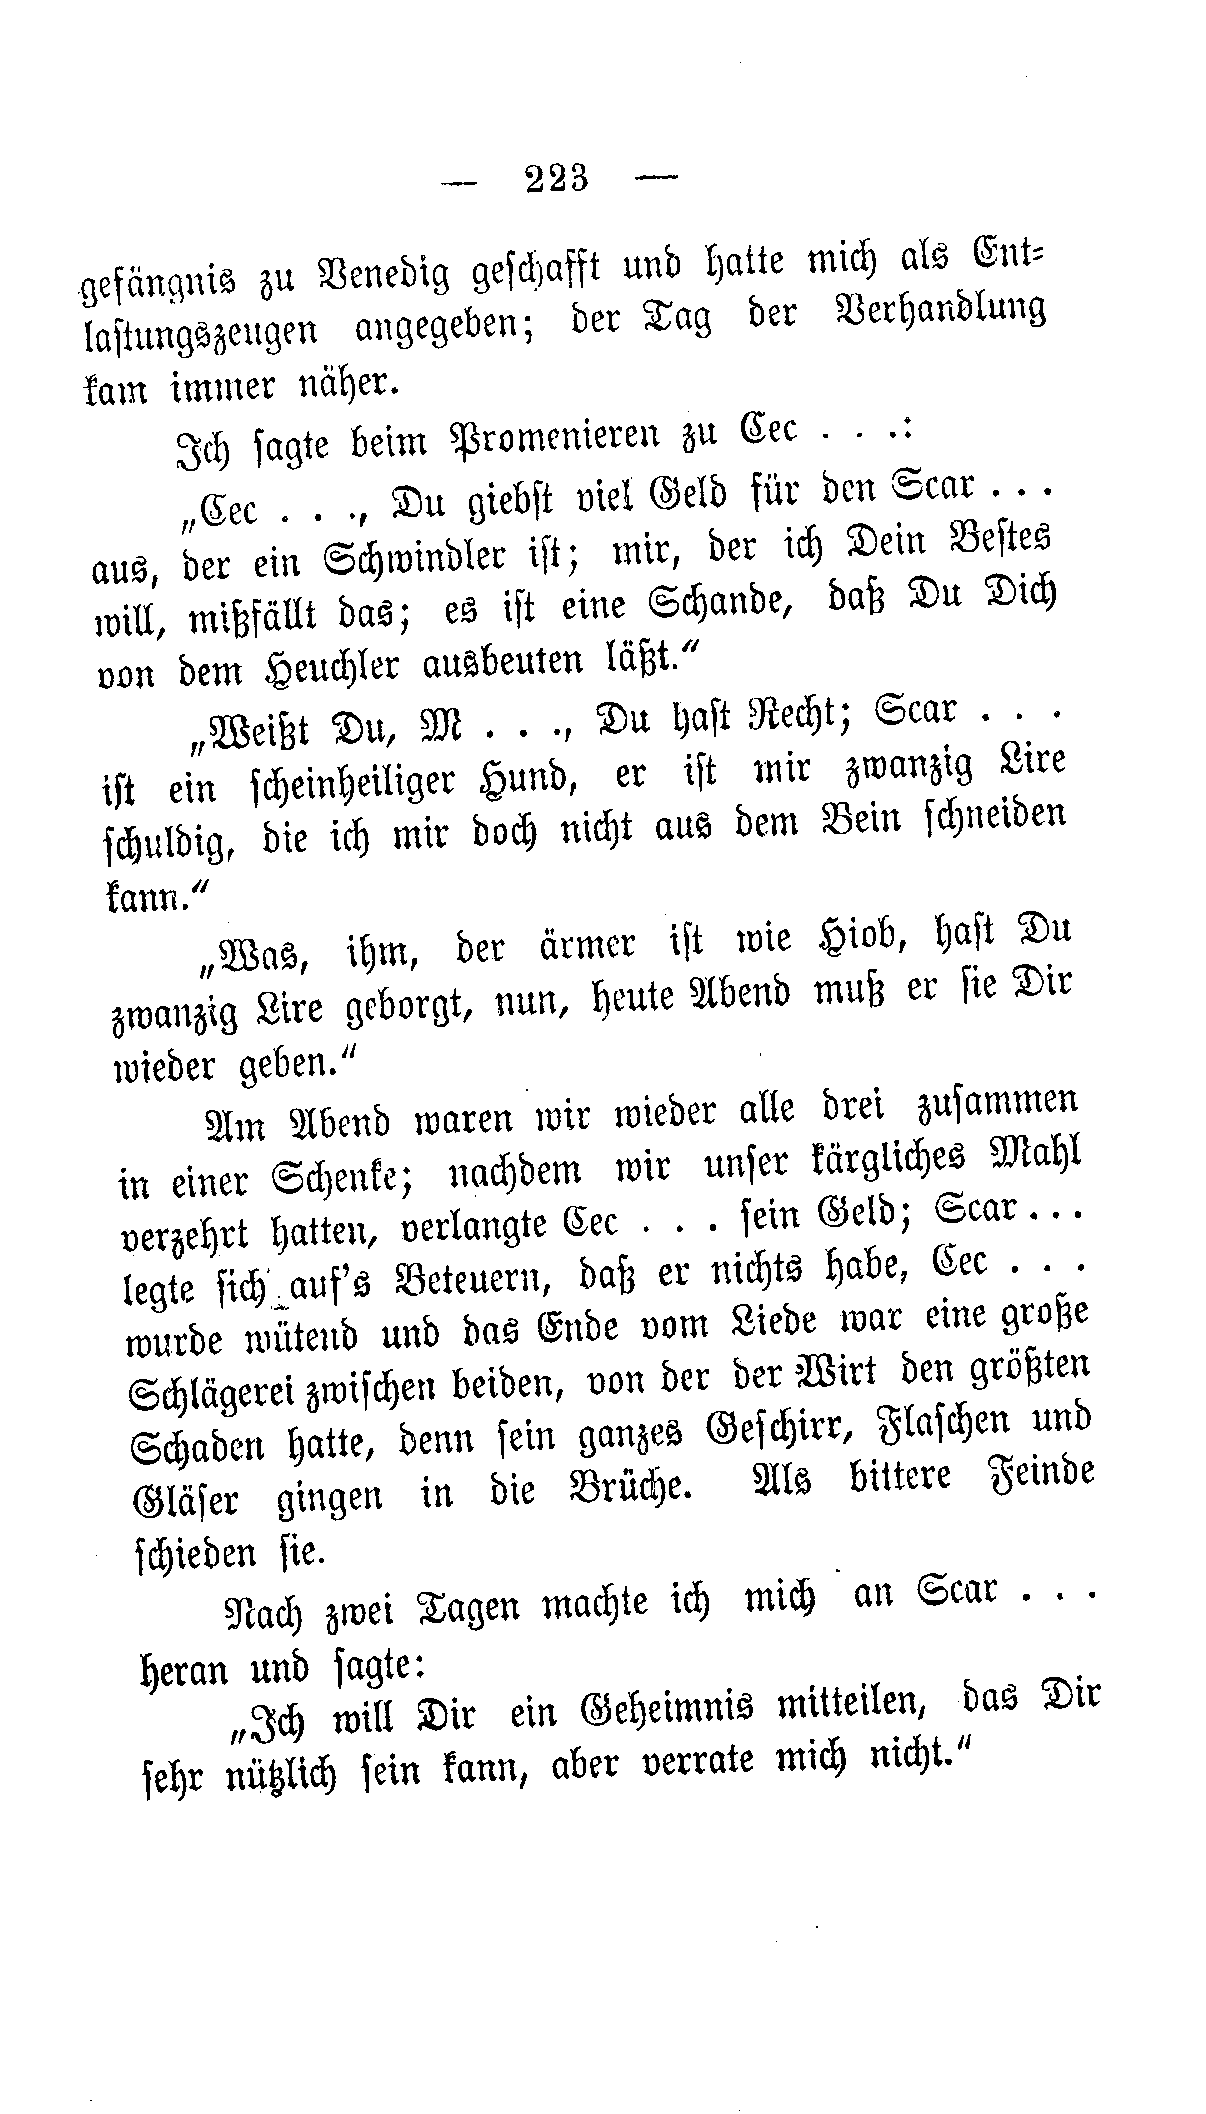 — 223 —
gefängnis zu Venedig geschafft und hatte mich als Ent-
lastungszeugen angegeben; der Tag der Verhandlung
kam immer näher.
Ich sagte beim Promenieren zu Cec . . .:
„Cec . . ., Du giebst viel Geld für den Scar . . .
aus, der ein Schwindler ist; mir, der ich Dein Bestes
will, mißfällt das; es ist eine Schande, daß Du Dich
von dem Heuchler ausbeuten läßt.“
„Weißt Du, M . . ., Du hast Recht; Scar . . .
ist ein scheinheiliger Hund, er ist mir zwanzig Lire
schuldig, die ich mir doch nicht aus dem Bein schneiden
kann.“
„Was, ihm, der ärmer ist wie Hiob, hast Du
zwanzig Lire geborgt, nun, heute Abend muß er sie Dir
wieder geben.“
Am Abend waren wir wieder alle drei zusammen
in einer Schenke; nachdem wir unser kärgliches Mahl
verzehrt hatten, verlangte Cec . . . sein Geld; Scar . . .
legte sich auf's Beteuern, daß er nichts habe, Cec . . .
wurde wütend und das Ende vom Liede war eine große
Schlägerei zwischen beiden, von der der Wirt den größten
Schaden hatte, denn sein ganzes Geschirr, Flaschen und
Gläser gingen in die Brüche. Als bittere Feinde
schieden sie.
Nach zwei Tagen machte ich mich an Scar . . .
heran und sagte:
„Ich will Dir ein Geheimnis mitteilen, das Dir
sehr nützlich sein kann, aber verrate mich nicht.“